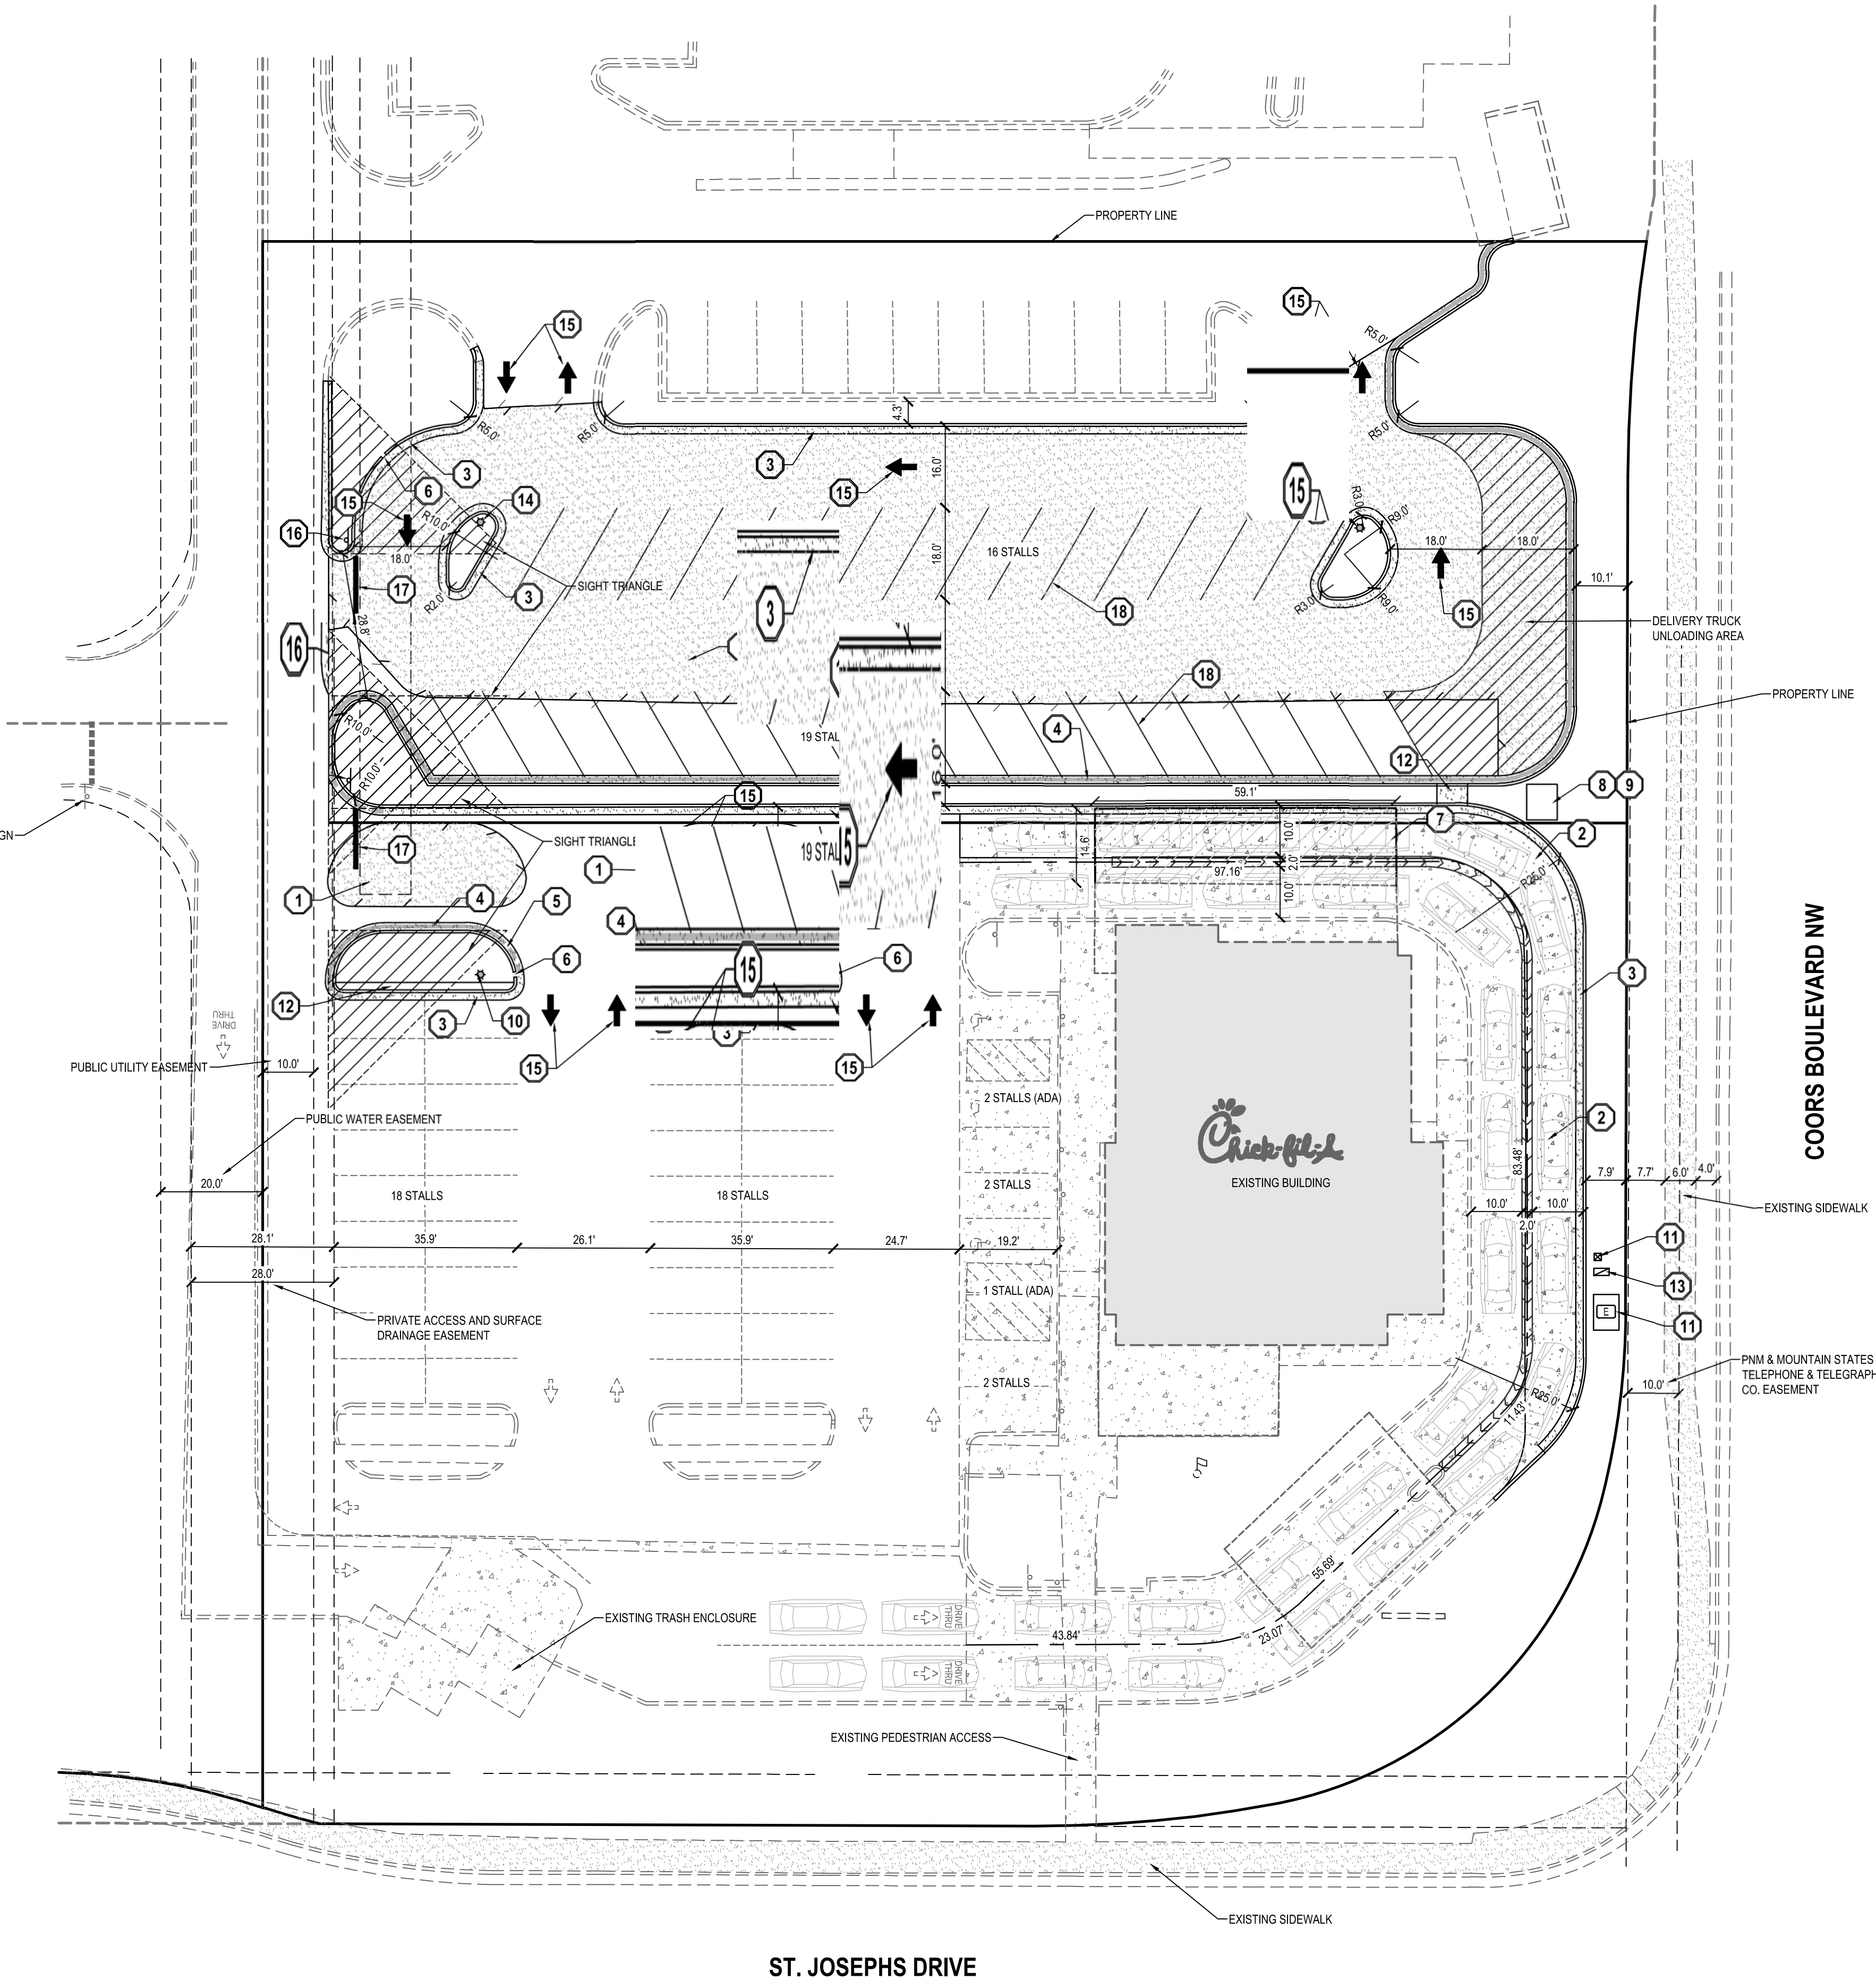 PROPERTY LINE
15
15
R5.0'
4.3'
R5.0'
R5.0'
R5.0'
3
3
16.0'
6
15
15
15
14
R10.0'
R3.0'
R9.0'
16
18.0'
18.0'
16 STALLS
18.0'
18.0'
17
SIGHT TRIANGLE
10.1'
R2.0'
3
3
18
R3.0'
R9.0'
15
28.8'
DELIVERY TRUCK
UNLOADING AREA
16
18
PROPERTY LINE
R10.0'
19 STAL
4
12
R10.0'
16.0'
15
59.1'
8
9
GN
17
SIGHT TRIANGLE
19 STAL
15
14.6'
10.0'
7
2
1
1
97.16'
2.0'
R25.0'
10.0'
4
5
4
COORS BOULEVARD NW
6
15
6
3
12
3
10
3
DRIVE
THRU
15
15
PUBLIC UTILITY EASEMENT
10.0'
2 STALLS (ADA)
PUBLIC WATER EASEMENT
2
Chick-fil-A
83.48'
EXISTING BUILDING
20.0'
18 STALLS
18 STALLS
2 STALLS
7.9'
7.7'
6.0'
4.0'
10.0'
10.0'
2.0'
EXISTING SIDEWALK
28.1'
35.9'
26.1'
35.9'
24.7'
19.2'
11
28.0'
13
1 STALL (ADA)
E
11
PRIVATE ACCESS AND SURFACE
DRAINAGE EASEMENT
2 STALLS
10.0'
PNM & MOUNTAIN STATES
TELEPHONE & TELEGRAPH
CO. EASEMENT
R25.0'
11.43'
55.69'
EXISTING TRASH ENCLOSURE
DRIVE
THRU
43.84'
23.07'
DRIVE
THRU
EXISTING PEDESTRIAN ACCESS
EXISTING SIDEWALK
ST. JOSEPHS DRIVE